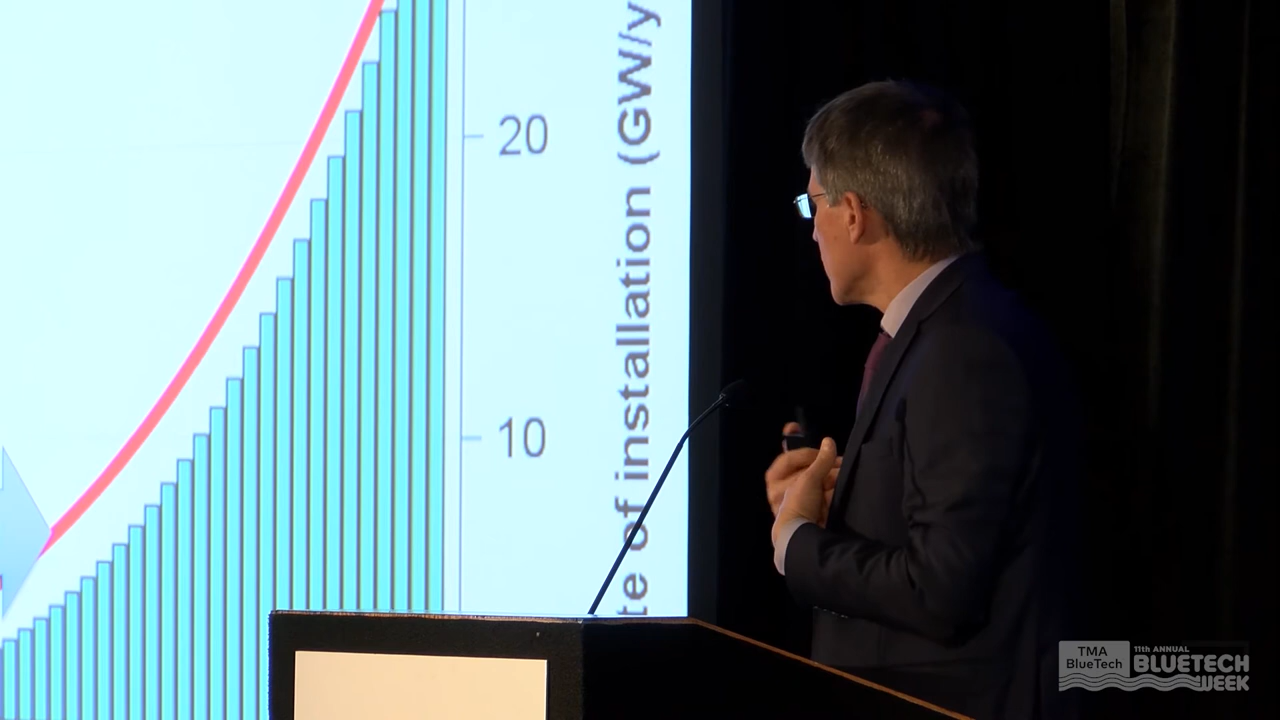 20
10
te of installation (GW/y
TMA
BlueTech
11th ANNUAL
BLUETECH
WEEK